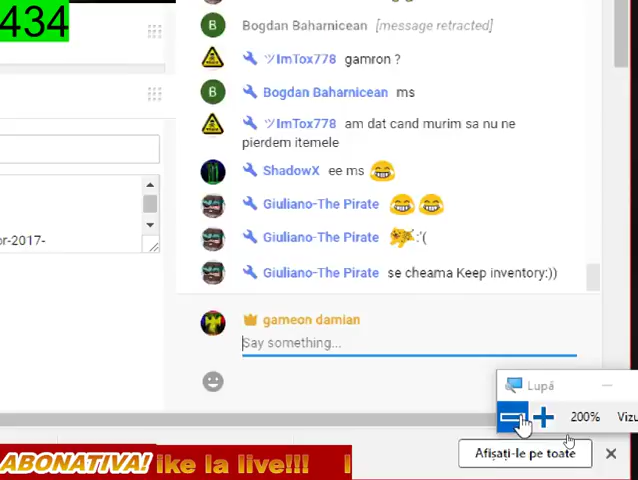 434
Bogdan Baharnicean [message retracted]
ツImTox778 gamron ?
Bogdan Baharnicean ms
ツImTox778 am dat cand murim sa nu ne
pierdem itemele
ShadowX ee ms
Giuliano-The Pirate
Giuliano-The Pirate :'(
or-2017-
Giuliano-The Pirate se cheama Keep inventory:))
gameon damian
Say something...
Lupă
200% Vizu
Afișați-le pe toate
ABONATIVA! ike la live!!!